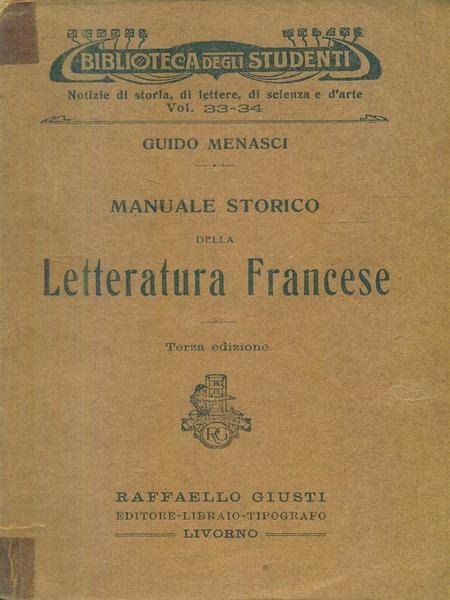 BIBLIOTECA DEGLI STUDENTI
Notizie di storia, di lettere, di scienza e d'arte
Vol. 33-34
GUIDO MENASCI
MANUALE STORICO
DELLA
Letteratura Francese
Terza edizione
RG
RAFFAELLO GIUSTI
EDITORE-LIBRAIO-TIPOGRAFO
LIVORNO